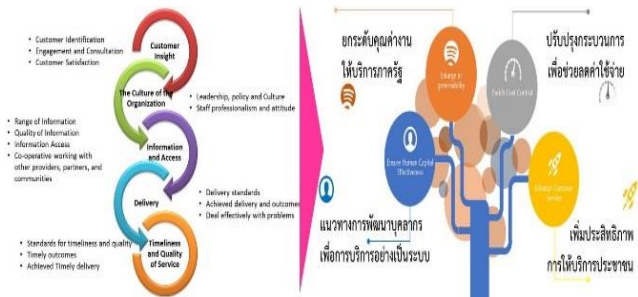 • Customer Identification
• Engagement and Consultation
• Customer Satisfaction
Customer
Insight
The Culture of the
Organization
• Leadership, policy and Culture
• Staff professionalism and attitude
• Range of Information
• Quality of Information
• Information Access
• Co-operative working with
other providers, partners, and
communities
Information
and Access
Delivery
• Delivery standards
• Achieved delivery and outcomes
• Deal effectively with problems
• Standards for timeliness and quality
• Timely outcomes
• Achieved Timely delivery
Timeliness
and Quality
of Service
ยกระดับคุณค่างาน
ให้บริการภาครัฐ
Enlarge in
generability
ปรับปรุงกระบวนการ
เพื่อช่วยลดค่าใช้จ่าย
Enrich Cost Control
Ensure Human Capital
Effectiveness
Enhance Customer
Service
แนวทางการพัฒนาบุคลากร
เพื่อการบริการอย่างเป็นระบบ
เพิ่มประสิทธิภาพ
การให้บริการประชาชน